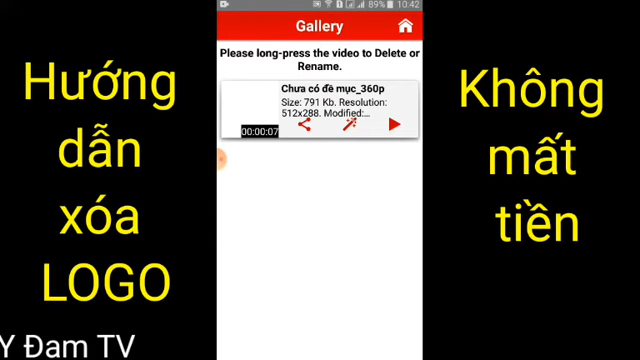 89% 10:42
Gallery
Please long-press the video to Delete or
Rename.
Chưa có đề mục_360p
Size: 791 Kb. Resolution:
512x288. Modified:...
00:00:07
Hướng
dẫn
xóa
LOGO
Không
mất
tiền
Y Đam TV